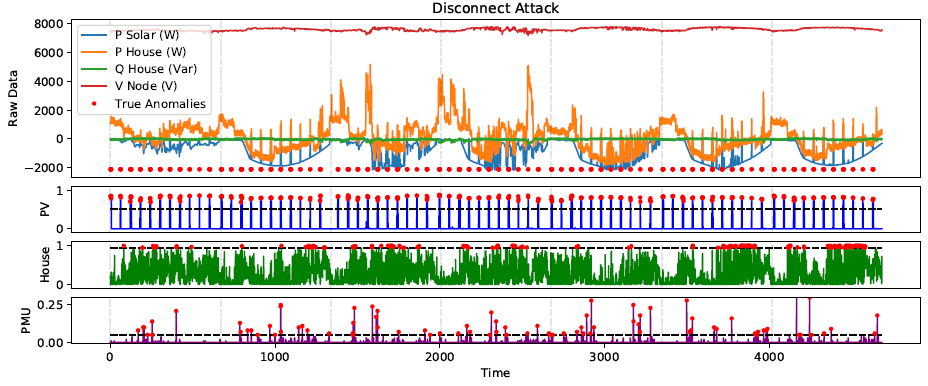 Disconnect Attack
8000
6000
4000
2000
0
−2000
Raw Data
P Solar (W)
P House (W)
Q House (Var)
V Node (V)
True Anomalies
1
0
PV
1
0
House
0.25
0.00
PMU
0
1000
2000
3000
4000
Time